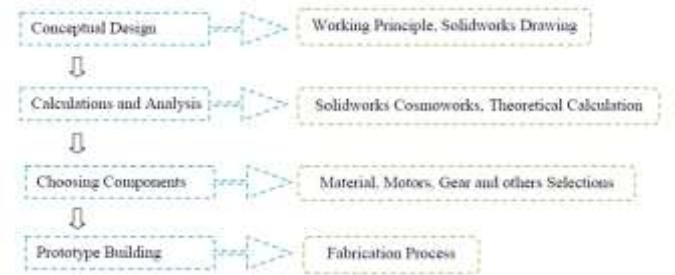 Conceptual Design
Working Principle, Solidworks Drawing
Calculations and Analysis
Solidworks Cosmoworks, Theoretical Calculation
Choosing Components
Material, Motors, Gear and others Selections
Prototype Building
Fabrication Process